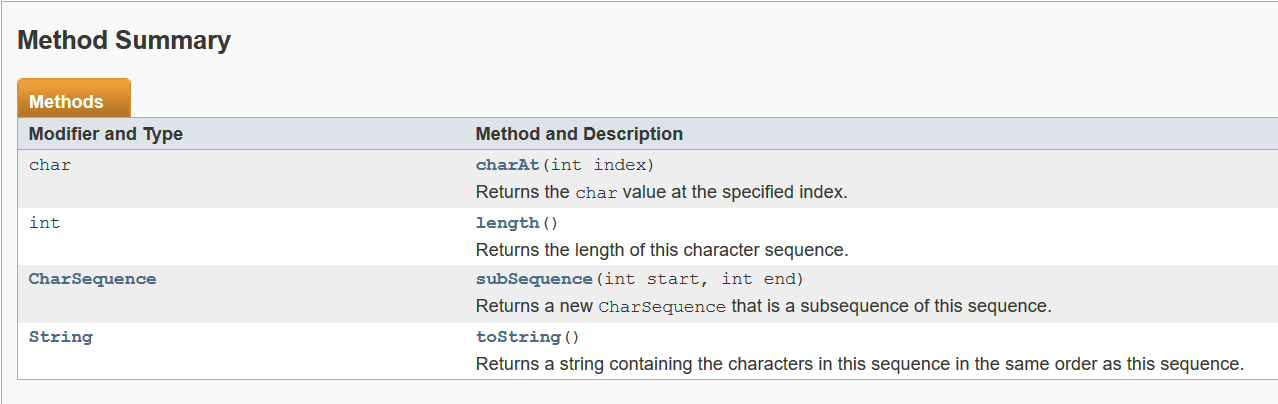 Method Summary
Methods
Modifier and Type Method and Description
char charAt(int index)
Returns the char value at the specified index.
int length()
Returns the length of this character sequence.
CharSequence subSequence(int start, int end)
Returns a new CharSequence that is a subsequence of this sequence.
String toString()
Returns a string containing the characters in this sequence in the same order as this sequence.